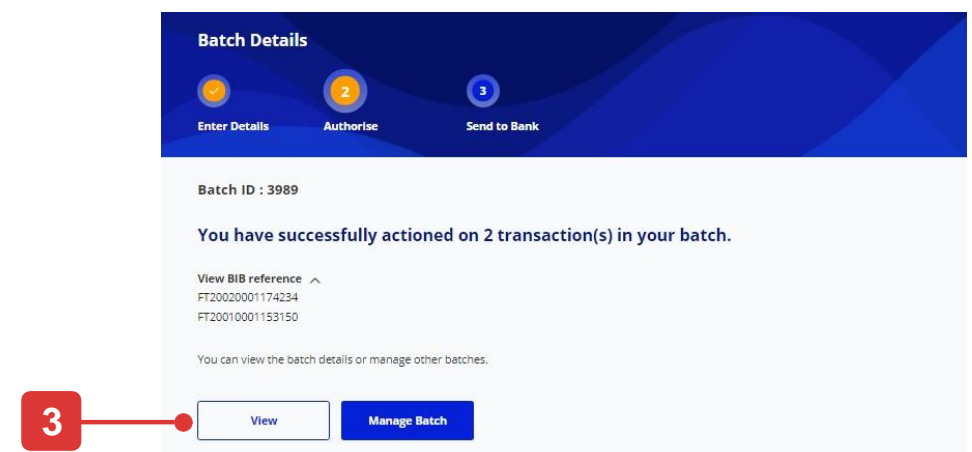 Batch Details
2
3
Enter Details
Authorise
Send to Bank
Batch ID : 3989
You have successfully actioned on 2 transaction(s) in your batch.
View BIB reference
FT20020001174234
FT20010001153150
You can view the batch details or manage other batches.
3
View
Manage Batch